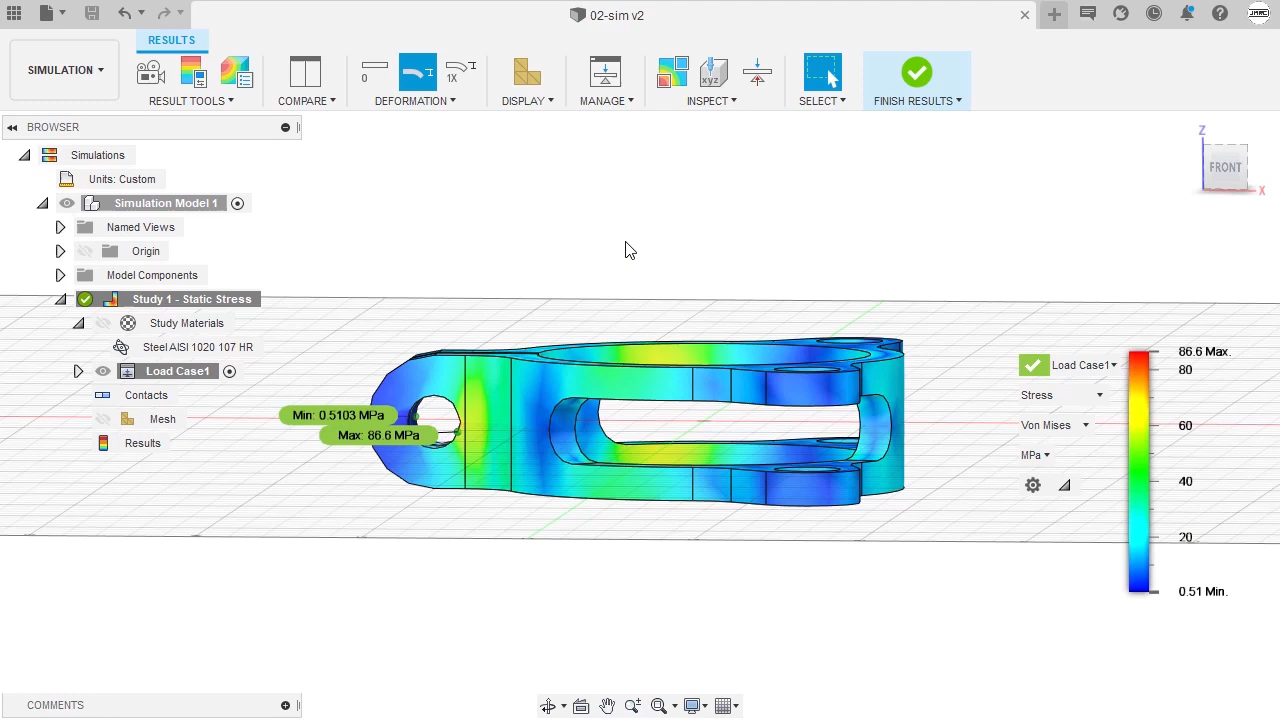 02-sim v2
RESULTS
SIMULATION
RESULT TOOLS
COMPARE
0
1X
DEFORMATION
DISPLAY
MANAGE
xyz
INSPECT
SELECT
FINISH RESULTS
BROWSER
Simulations
Units: Custom
Simulation Model 1
Named Views
Origin
Model Components
Study 1 - Static Stress
Study Materials
Steel AISI 1020 107 HR
Load Case1
Contacts
Mesh
Results
Min: 0.5103 MPa
Max: 86.6 MPa
Z
FRONT
X
Load Case1
Stress
Von Mises
MPa
86.6 Max.
80
60
40
20
0.51 Min.
COMMENTS